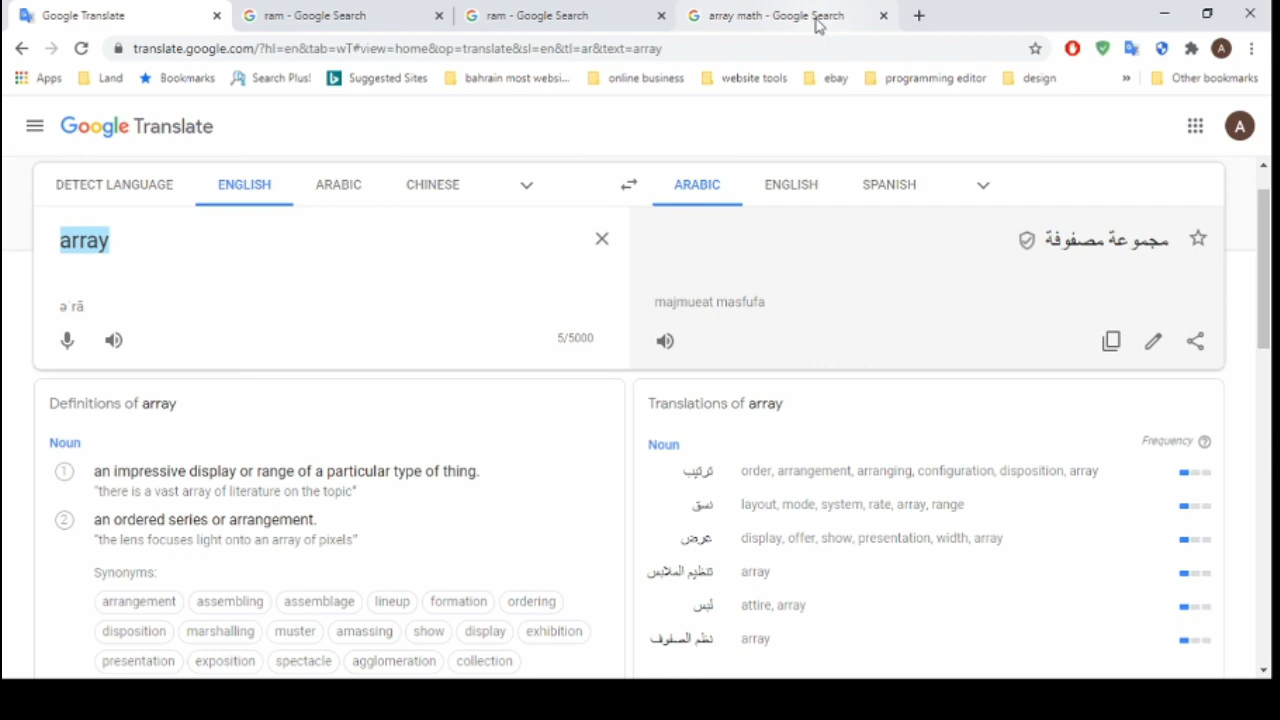 Google Translate
ram - Google Search
ram - Google Search
array math - Google Search
translate.google.com/?hl=en&tab=wT#view=home&op=translate&sl=en&tl=ar&text=array
A
Apps
Land
Bookmarks
Search Plus!
Suggested Sites
bahrain most websi...
online business
website tools
ebay
programming editor
design
»
Other bookmarks
Google Translate
A
DETECT LANGUAGE
ENGLISH
ARABIC
CHINESE
ARABIC
ENGLISH
SPANISH
array
ə'rā
5/5000
مجموعة مصفوفة
majmueat masfufa
Definitions of array
Noun
1 an impressive display or range of a particular type of thing.
"there is a vast array of literature on the topic"
2 an ordered series or arrangement.
"the lens focuses light onto an array of pixels"
Synonyms:
arrangement assembling assemblage lineup formation ordering
disposition marshalling muster amassing show display exhibition
presentation exposition spectacle agglomeration collection
Translations of array
Noun
Frequency
ترتيب order, arrangement, arranging, configuration, disposition, array
نسق layout, mode, system, rate, array, range
عرض display, offer, show, presentation, width, array
تنظيم الملابس array
لبس attire, array
نظم الصفوف array